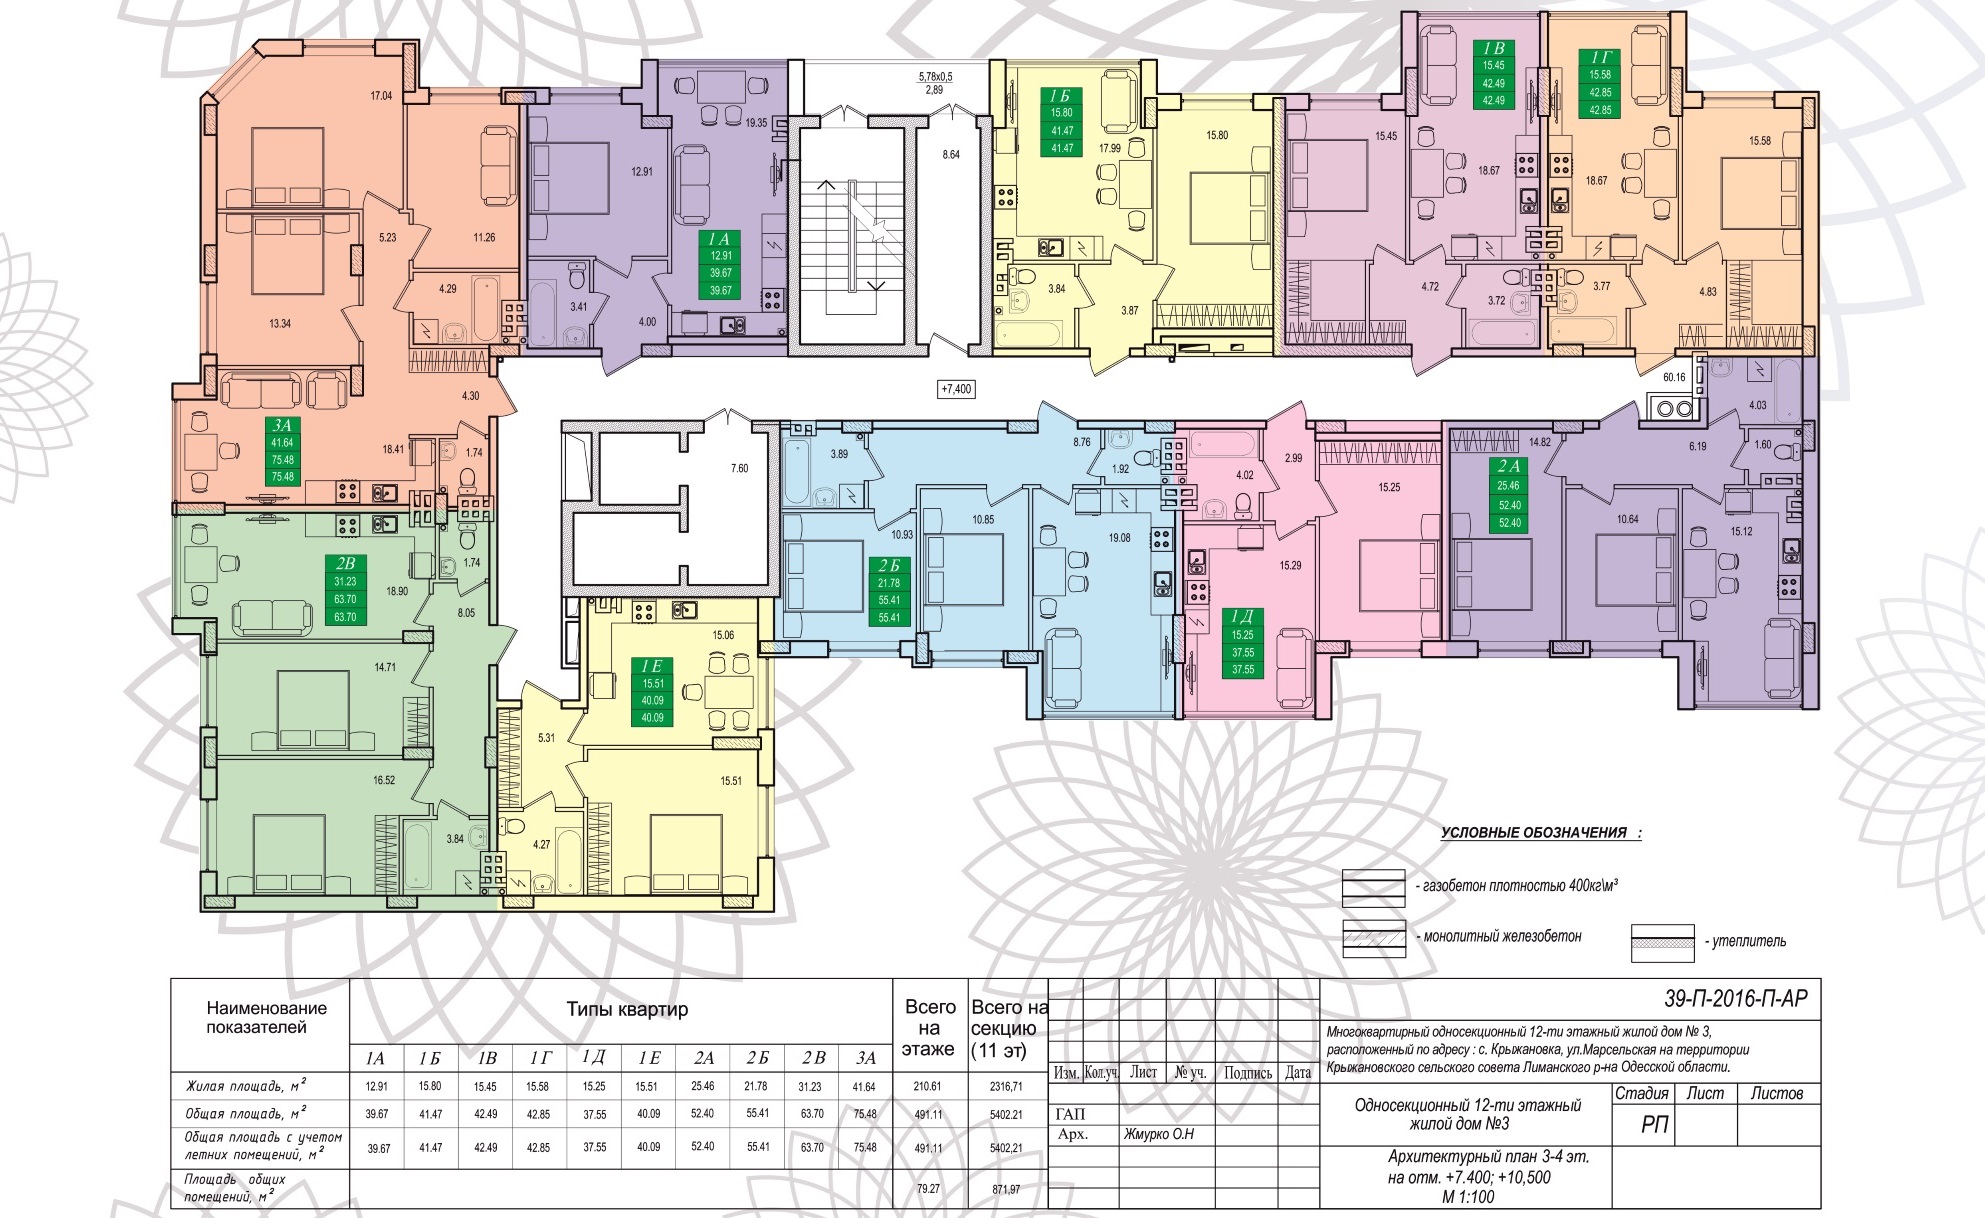 17.04
11.26
5.23
13.34
4.29
4.30
3А
41.64
75.48
75.48
18.41
1.74
12.91
19.35
1А
12.91
39.67
39.67
3.41
4.00
5,78х0,5
2,89
8.64
1Б
15.80
41.47
41.47
17.99
15.80
3.84
3.87
15.45
1В
15.45
42.49
42.49
18.67
4.72
3.72
1Г
15.58
42.85
42.85
18.67
15.58
3.77
4.83
+7,400
60.16
2В
31.23
63.70
63.70
18.90
1.74
8.05
14.71
16.52
3.84
7.60
15.06
1Е
15.51
40.09
40.09
5.31
15.51
4.27
3.89
8.76
1.92
10.93
10.85
19.08
2Б
21.78
55.41
55.41
4.02
2.99
15.25
15.29
1Д
15.25
37.55
37.55
14.82
2А
25.46
52.40
52.40
6.19
4.03
1.60
10.64
15.12
УСЛОВНЫЕ ОБОЗНАЧЕНИЯ :
- газобетон плотностью 400кг\м³
- монолитный железобетон
- утеплитель
Наименование показателей
Типы квартир
Всего на этаже
Всего на секцию (11 эт)
1А 1Б 1В 1Г 1Д 1Е 2А 2Б 2В 3А
Жилая площадь, м² 12.91 15.80 15.45 15.58 15.25 15.51 25.46 21.78 31.23 41.64 210.61 2316,71
Общая площадь, м² 39.67 41.47 42.49 42.85 37.55 40.09 52.40 55.41 63.70 75.48 491.11 5402.21
Общая площадь с учетом
летних помещений, м² 39.67 41.47 42.49 42.85 37.55 40.09 52.40 55.41 63.70 75.48 491.11 5402,21
Площадь общих
помещений, м² 79.27 871,97
Изм. Кол.уч. Лист № уч. Подпись Дата
ГАП
Арх. Жмурко О.Н
39-П-2016-П-АР
Многоквартирный односекционный 12-ти этажный жилой дом № 3,
расположенный по адресу : с. Крыжановка, ул.Марсельская на территории
Крыжановского сельского совета Лиманского р-на Одесской области.
Односекционный 12-ти этажный
жилой дом №3
Стадия Лист Листов
РП
Архитектурный план 3-4 эт.
на отм. +7.400; +10,500
М 1:100